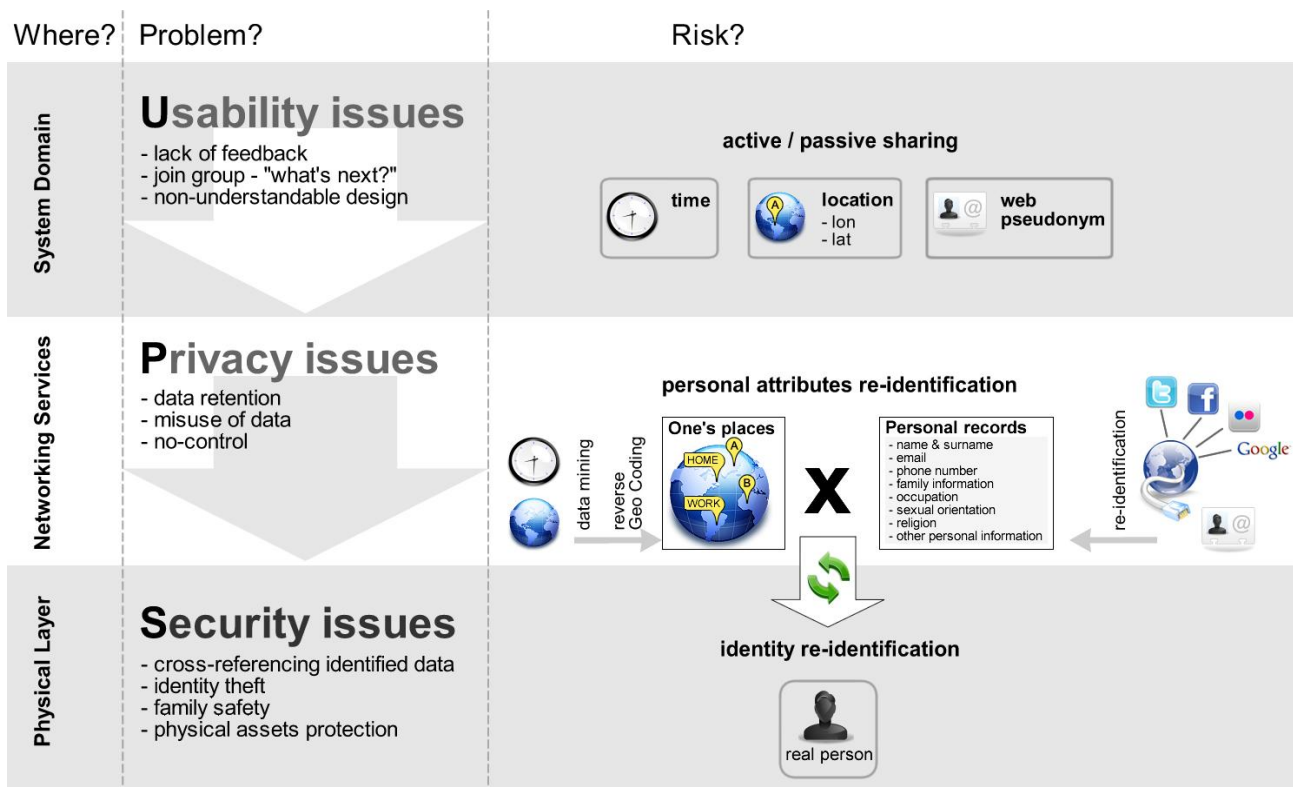 Where?
Problem?
Risk?
System Domain
Usability issues
- lack of feedback
- join group - "what's next?"
- non-understandable design
active / passive sharing
time
A
location
- lon
- lat
@
web
pseudonym
Networking Services
Privacy issues
- data retention
- misuse of data
- no-control
personal attributes re-identification
data mining
reverse
Geo Coding
One's places
A
HOME
B
WORK
X
Personal records
- name & surname
- email
- phone number
- family information
- occupation
- sexual orientation
- religion
- other personal information
re-identification
t
f
Google
@
Physical Layer
Security issues
- cross-referencing identified data
- identity theft
- family safety
- physical assets protection
identity re-identification
real person